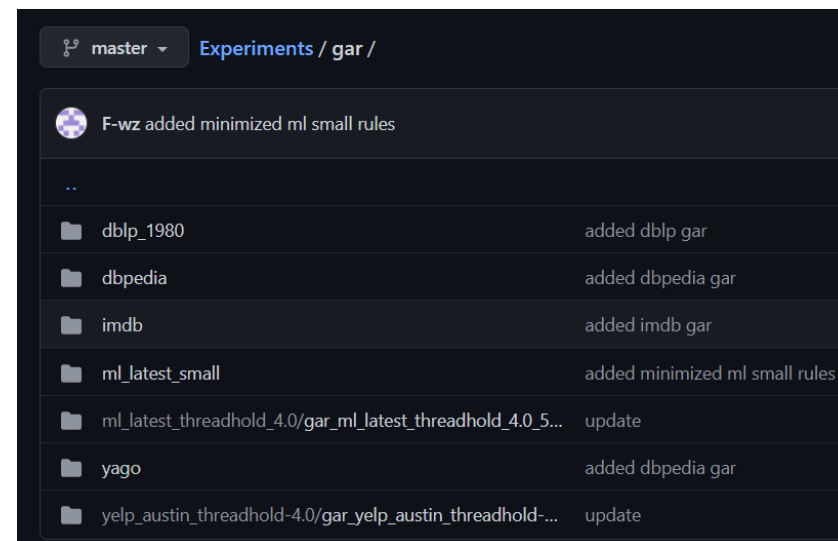 master
Experiments / gar /
F-wz added minimized ml small rules
..
dblp_1980 added dblp gar
dbpedia added dbpedia gar
imdb added imdb gar
ml_latest_small added minimized ml small rules
ml_latest_threadhold_4.0/gar_ml_latest_threadhold_4.0_5... update
yago added dbpedia gar
yelp_austin_threadhold-4.0/gar_yelp_austin_threadhold-... update